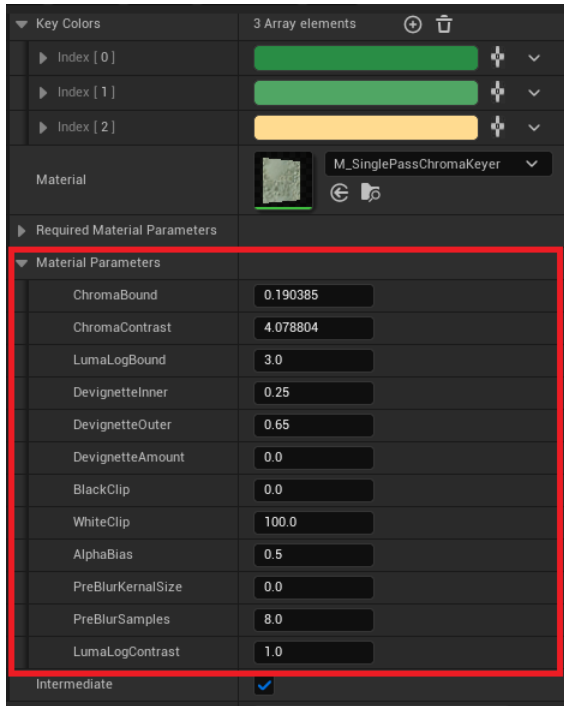 Key Colors 3 Array elements
Index [ 0 ]
Index [ 1 ]
Index [ 2 ]
Material M_SinglePassChromaKeyer
Required Material Parameters
Material Parameters
ChromaBound 0.190385
ChromaContrast 4.078804
LumaLogBound 3.0
DevignetteInner 0.25
DevignetteOuter 0.65
DevignetteAmount 0.0
BlackClip 0.0
WhiteClip 100.0
AlphaBias 0.5
PreBlurKernalSize 0.0
PreBlurSamples 8.0
LumaLogContrast 1.0
Intermediate